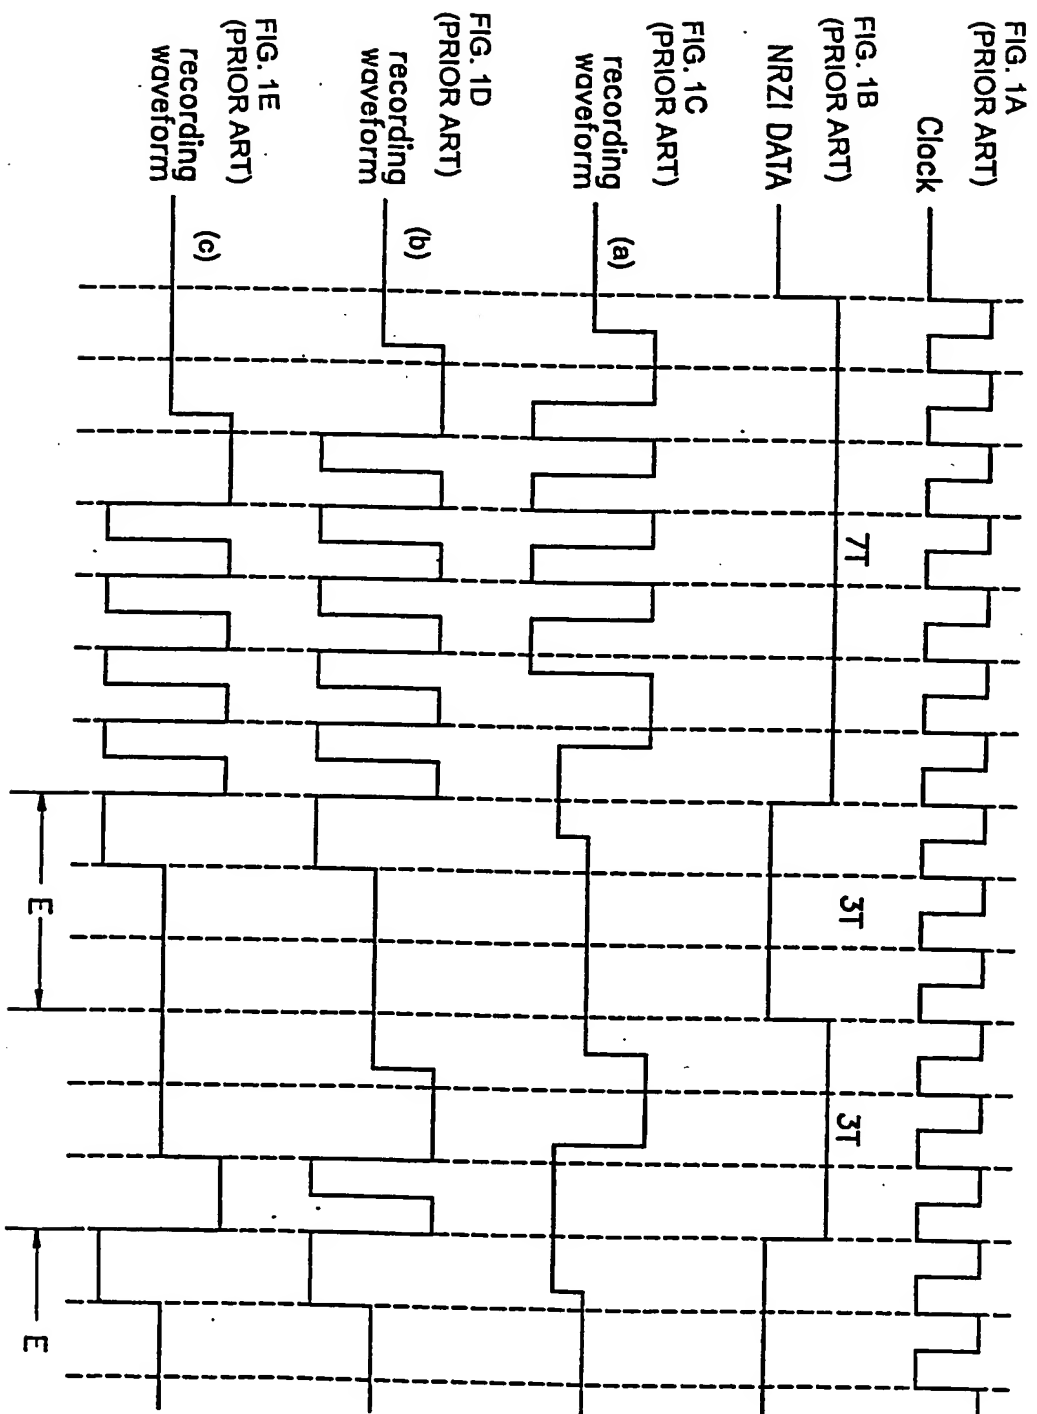 FIG. 1A
(PRIOR ART)
Clock
FIG. 1B
(PRIOR ART)
NRZI DATA
7T
3T
3T
FIG. 1C
(PRIOR ART)
recording
waveform
(a)
FIG. 1D
(PRIOR ART)
recording
waveform
(b)
FIG. 1E
(PRIOR ART)
recording
waveform
(c)
E
E